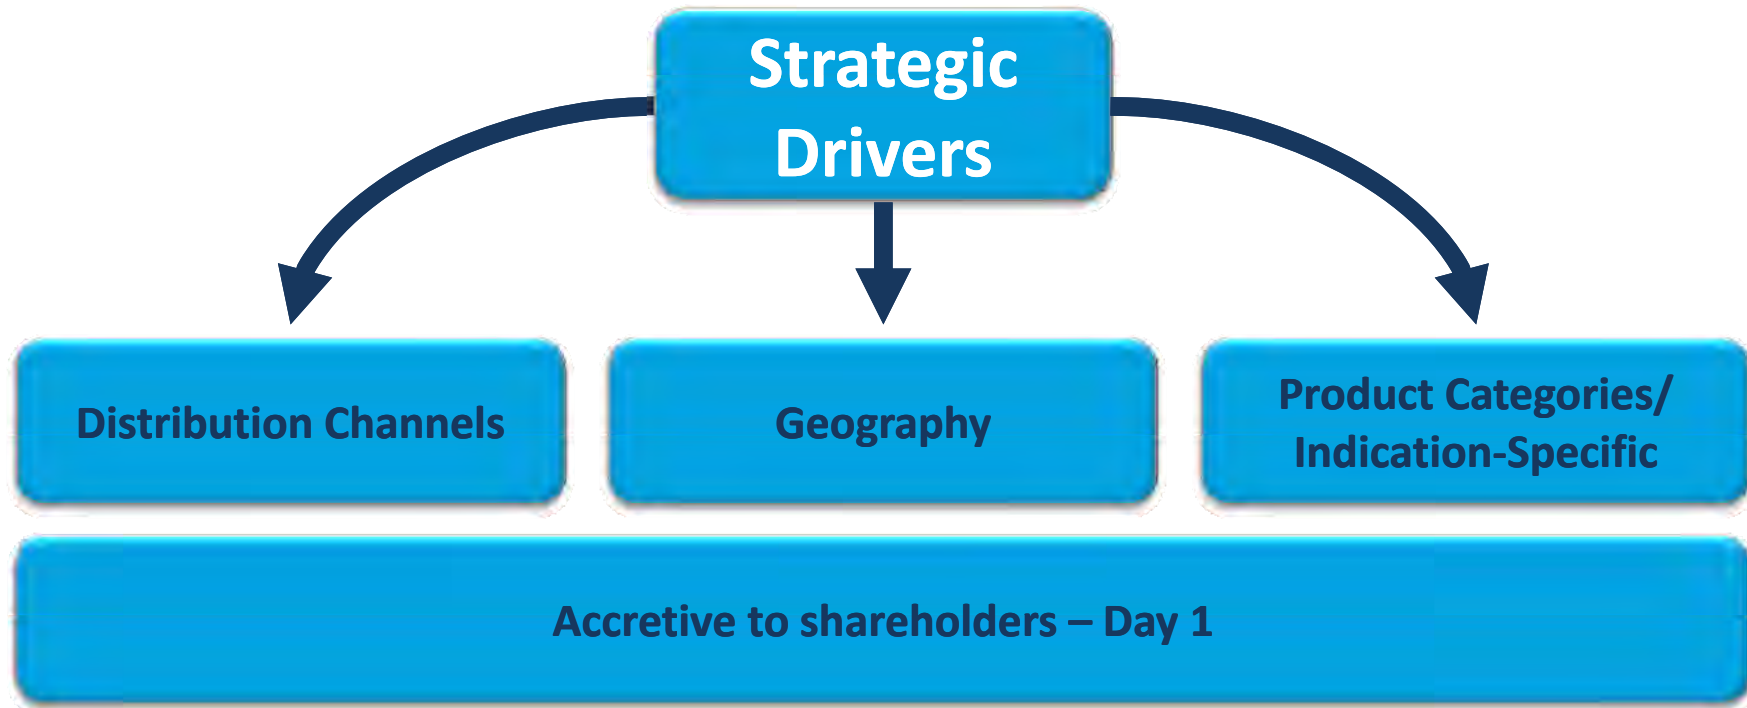 Strategic
Drivers
Distribution Channels
Geography
Product Categories/
Indication-Specific
Accretive to shareholders – Day 1